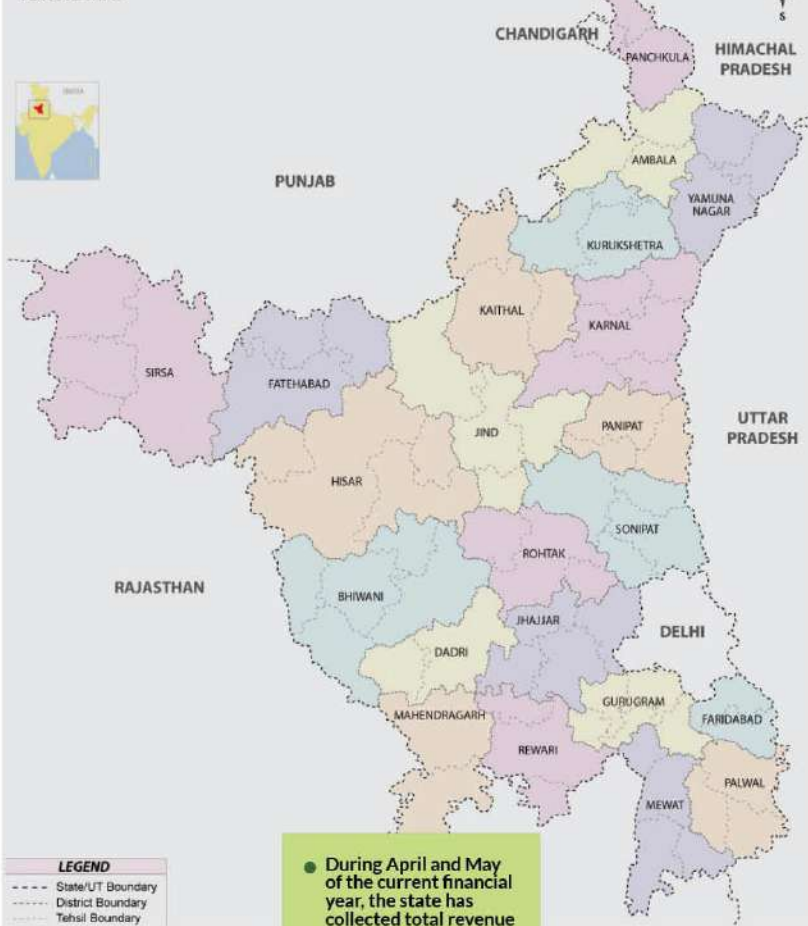 S
CHANDIGARH
PANCHKULA
HIMACHAL
PRADESH
INDIA
AMBALA
PUNJAB
YAMUNA
NAGAR
KURUKSHETRA
KAITHAL
KARNAL
SIRSA
FATEHABAD
JIND
PANIPAT
UTTAR
PRADESH
HISAR
SONIPAT
ROHTAK
RAJASTHAN
BHIWANI
JHAJJAR
DELHI
DADRI
GURUGRAM
MAHENDRAGARH
FARIDABAD
REWARI
PALWAL
MEWAT
LEGEND
State/UT Boundary
District Boundary
Tehsil Boundary
● During April and May
of the current financial
year, the state has
collected total revenue